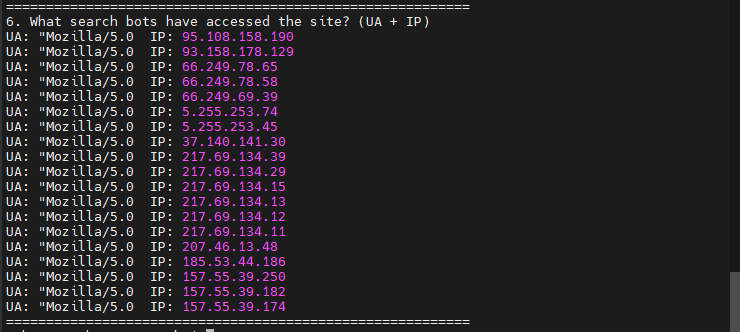 ==========================================================
6. What search bots have accessed the site? (UA + IP)
UA: "Mozilla/5.0  IP: 95.108.158.190
UA: "Mozilla/5.0  IP: 93.158.178.129
UA: "Mozilla/5.0  IP: 66.249.78.65
UA: "Mozilla/5.0  IP: 66.249.78.58
UA: "Mozilla/5.0  IP: 66.249.69.39
UA: "Mozilla/5.0  IP: 5.255.253.74
UA: "Mozilla/5.0  IP: 5.255.253.45
UA: "Mozilla/5.0  IP: 37.140.141.30
UA: "Mozilla/5.0  IP: 217.69.134.39
UA: "Mozilla/5.0  IP: 217.69.134.29
UA: "Mozilla/5.0  IP: 217.69.134.15
UA: "Mozilla/5.0  IP: 217.69.134.13
UA: "Mozilla/5.0  IP: 217.69.134.12
UA: "Mozilla/5.0  IP: 217.69.134.11
UA: "Mozilla/5.0  IP: 207.46.13.48
UA: "Mozilla/5.0  IP: 185.53.44.186
UA: "Mozilla/5.0  IP: 157.55.39.250
UA: "Mozilla/5.0  IP: 157.55.39.182
UA: "Mozilla/5.0  IP: 157.55.39.174
==========================================================